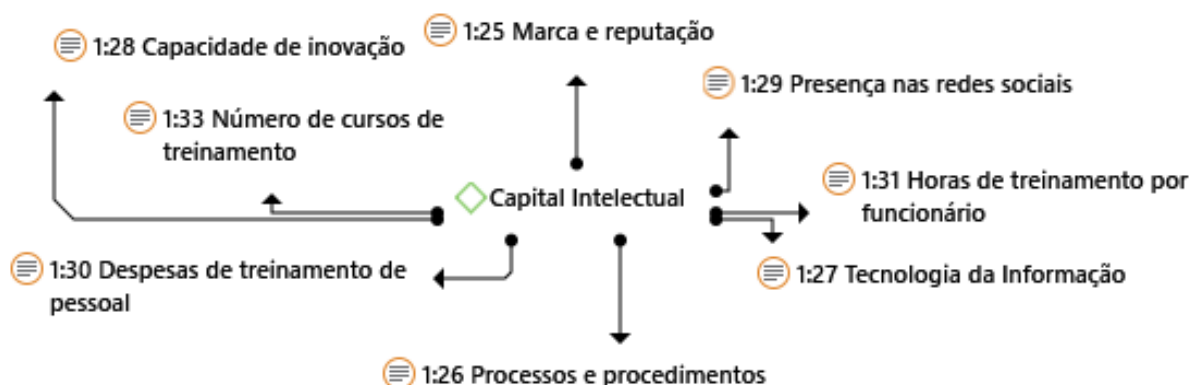 1:28 Capacidade de inovação
1:25 Marca e reputação
1:29 Presença nas redes sociais
1:33 Número de cursos de
treinamento
Capital Intelectual
1:31 Horas de treinamento por
funcionário
1:30 Despesas de treinamento de
pessoal
1:27 Tecnologia da Informação
1:26 Processos e procedimentos